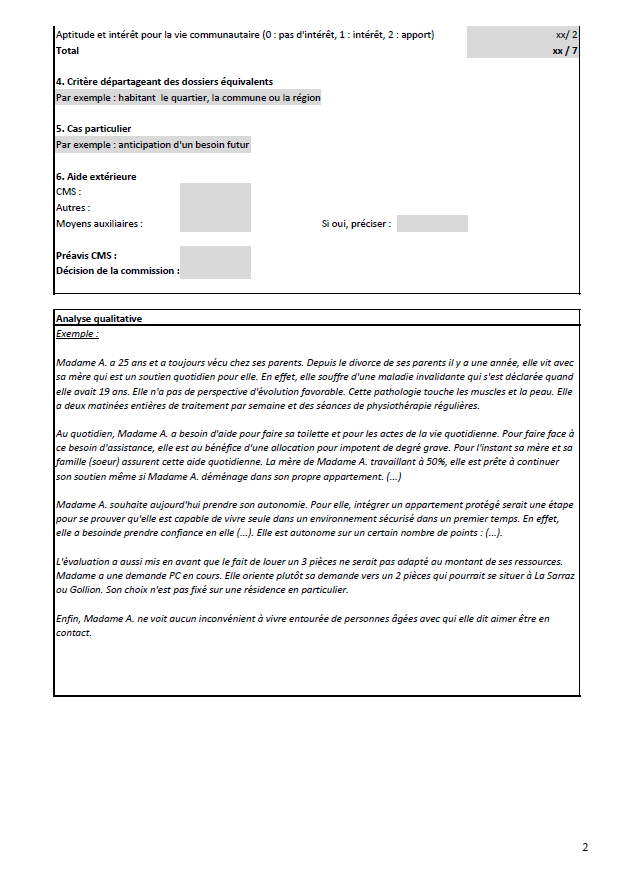 Aptitude et intérêt pour la vie communautaire (0 : pas d'intérêt, 1 : intérêt, 2 : apport) xx/ 2
Total xx / 7
4. Critère départageant des dossiers équivalents
Par exemple : habitant le quartier, la commune ou la région
5. Cas particulier
Par exemple : anticipation d'un besoin futur
6. Aide extérieure
CMS :
Autres :
Moyens auxiliaires : Si oui, préciser :
Préavis CMS :
Décision de la commission :
Analyse qualitative
Exemple :
Madame A. a 25 ans et a toujours vécu chez ses parents. Depuis le divorce de ses parents il y a une année, elle vit avec
sa mère qui est un soutien quotidien pour elle. En effet, elle souffre d'une maladie invalidante qui s'est déclarée quand
elle avait 19 ans. Elle n'a pas de perspective d'évolution favorable. Cette pathologie touche les muscles et la peau. Elle
a deux matinées entières de traitement par semaine et des séances de physiothérapie régulières.
Au quotidien, Madame A. a besoin d'aide pour faire sa toilette et pour les actes de la vie quotidienne. Pour faire face à
ce besoin d'assistance, elle est au bénéfice d'une allocation pour impotent de degré grave. Pour l'instant sa mère et sa
famille (soeur) assurent cette aide quotidienne. La mère de Madame A. travaillant à 50%, elle est prête à continuer
son soutien même si Madame A. déménage dans son propre appartement. (...)
Madame A. souhaite aujourd'hui prendre son autonomie. Pour elle, intégrer un appartement protégé serait une étape
pour se prouver qu'elle est capable de vivre seule dans un environnement sécurisé dans un premier temps. En effet,
elle a besoinde prendre confiance en elle (...). Elle est autonome sur un certain nombre de points : (...).
L'évaluation a aussi mis en avant que le fait de louer un 3 pièces ne serait pas adapté au montant de ses ressources.
Madame a une demande PC en cours. Elle oriente plutôt sa demande vers un 2 pièces qui pourrait se situer à La Sarraz
ou Gollion. Son choix n'est pas fixé sur une résidence en particulier.
Enfin, Madame A. ne voit aucun inconvénient à vivre entourée de personnes âgées avec qui elle dit aimer être en
contact.
2